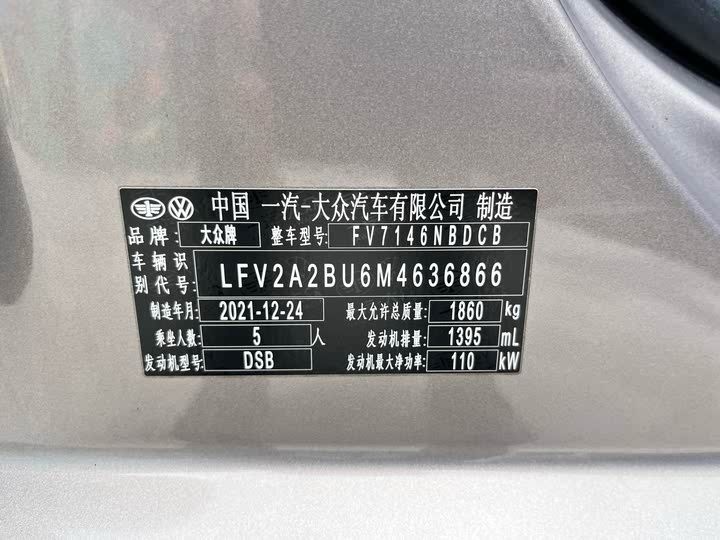 中国 一汽-大众汽车有限公司 制造
品牌: 大众牌 整车型号: FV7146NBDCB
车辆识别代号: LFV2A2BU6M4636866
制造年月: 2021-12-24 最大允许总质量: 1860 kg
乘坐人数: 5 人 发动机排量: 1395 mL
发动机型号: DSB 发动机最大净功率: 110 kW